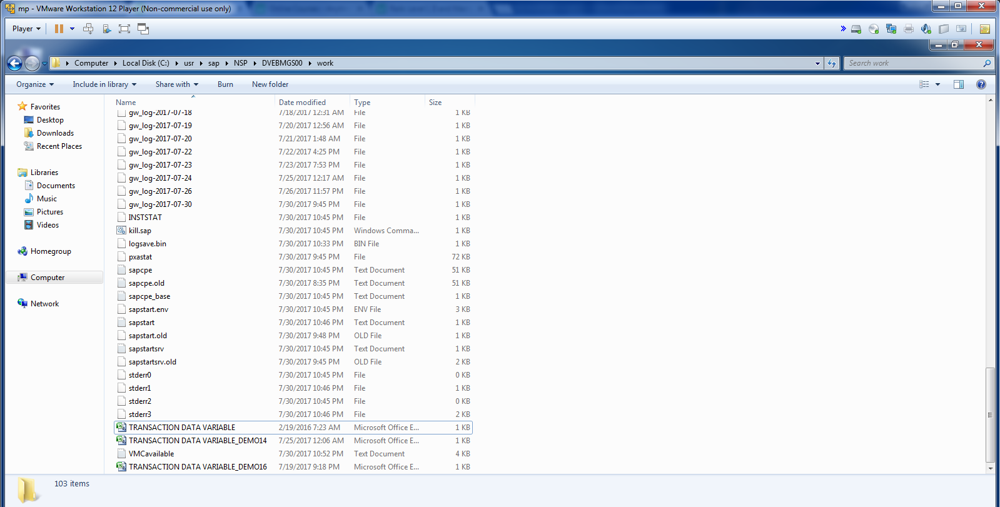 mp - VMware Workstation 12 Player (Non-commercial use only)
Player
Computer Local Disk (C:) usr sap NSP DVEBMGS00 work
Search work
Organize Include in library Share with Burn New folder
Favorites
Desktop
Downloads
Recent Places
Libraries
Documents
Music
Pictures
Videos
Homegroup
Computer
Network
Name Date modified Type Size
gw_log-2017-07-18 7/18/2017 12:31 AM File 1 KB
gw_log-2017-07-19 7/20/2017 12:56 AM File 1 KB
gw_log-2017-07-20 7/21/2017 1:48 AM File 1 KB
gw_log-2017-07-22 7/22/2017 4:25 PM File 1 KB
gw_log-2017-07-23 7/23/2017 7:53 PM File 1 KB
gw_log-2017-07-24 7/25/2017 12:17 AM File 1 KB
gw_log-2017-07-26 7/26/2017 11:57 PM File 1 KB
gw_log-2017-07-30 7/30/2017 9:45 PM File 1 KB
INSTSTAT 7/30/2017 10:45 PM File 1 KB
kill.sap 7/30/2017 10:45 PM Windows Comma... 1 KB
logsave.bin 7/30/2017 10:33 PM BIN File 1 KB
pxastat 7/30/2017 9:45 PM File 72 KB
sapcpe 7/30/2017 10:45 PM Text Document 51 KB
sapcpe.old 7/30/2017 8:35 PM Text Document 51 KB
sapcpe_base 7/30/2017 10:45 PM Text Document 1 KB
sapstart.env 7/30/2017 10:45 PM ENV File 3 KB
sapstart 7/30/2017 10:46 PM Text Document 1 KB
sapstart.old 7/30/2017 9:48 PM OLD File 1 KB
sapstartsrv 7/30/2017 10:45 PM Text Document 1 KB
sapstartsrv.old 7/30/2017 9:45 PM OLD File 2 KB
stderr0 7/30/2017 10:45 PM File 0 KB
stderr1 7/30/2017 10:46 PM File 1 KB
stderr2 7/30/2017 10:45 PM File 0 KB
stderr3 7/30/2017 10:46 PM File 2 KB
TRANSACTION DATA VARIABLE 2/19/2016 7:23 AM Microsoft Office E... 1 KB
TRANSACTION DATA VARIABLE_DEMO14 7/25/2017 12:06 AM Microsoft Office E... 1 KB
VMCavailable 7/30/2017 10:52 PM Text Document 4 KB
TRANSACTION DATA VARIABLE_DEMO16 7/19/2017 9:18 PM Microsoft Office E... 1 KB
103 items